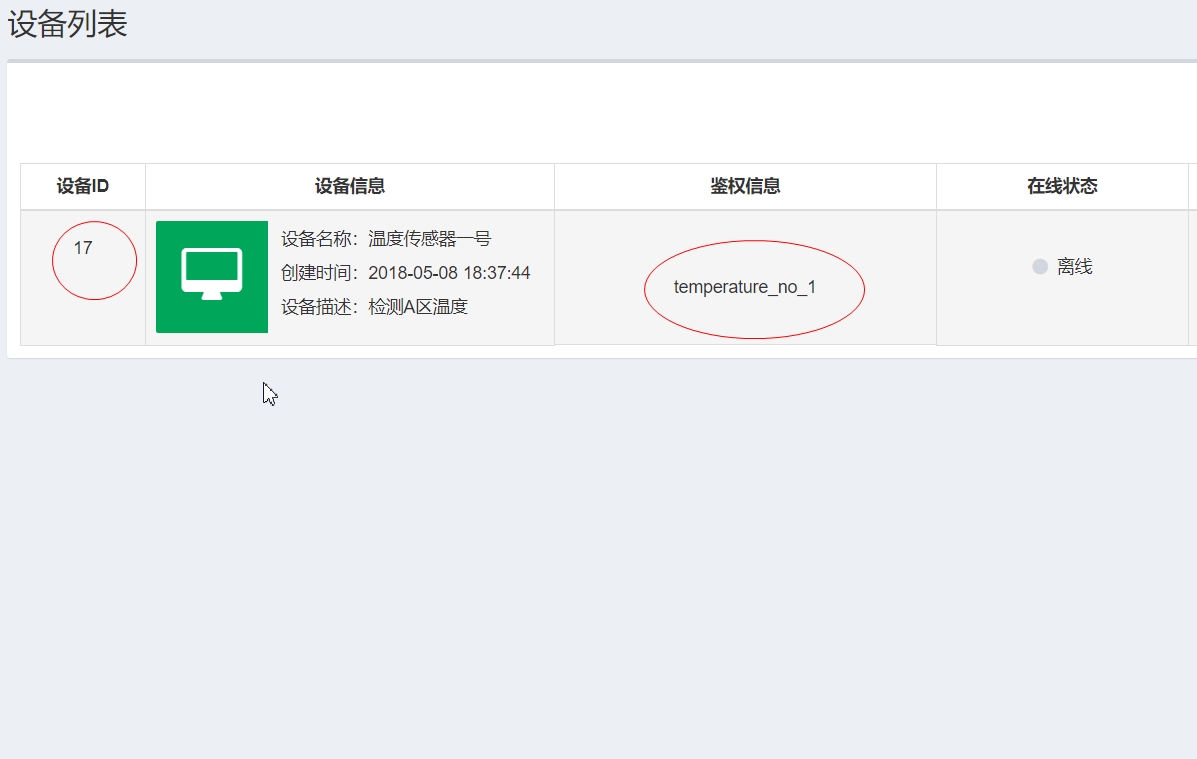 设备列表
设备ID 设备信息 鉴权信息 在线状态
17
设备名称：温度传感器一号
创建时间：2018-05-08 18:37:44
设备描述：检测A区温度
temperature_no_1
离线